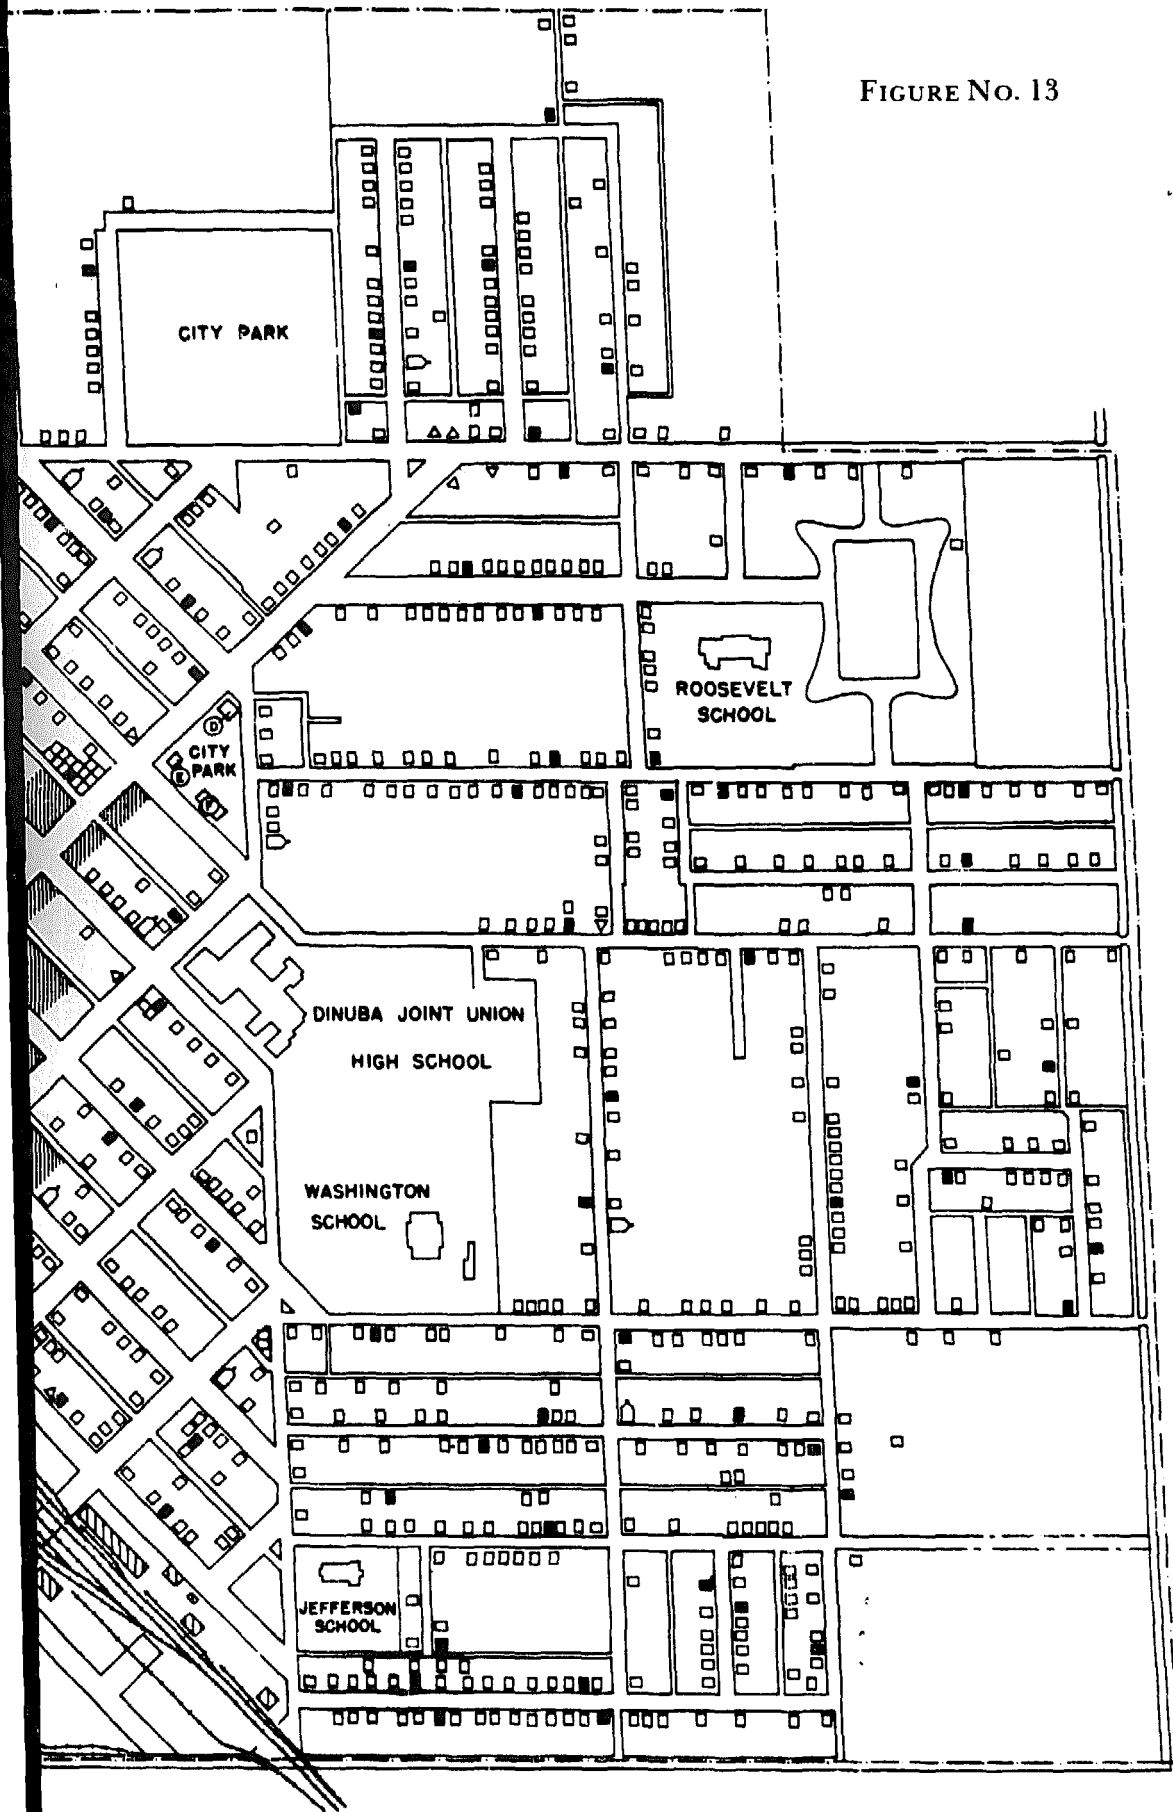 FIGURE NO. 13
CITY PARK
ROOSEVELT
SCHOOL
D
CITY
PARK
E
DINUBA JOINT UNION
HIGH SCHOOL
WASHINGTON
SCHOOL
JEFFERSON
SCHOOL